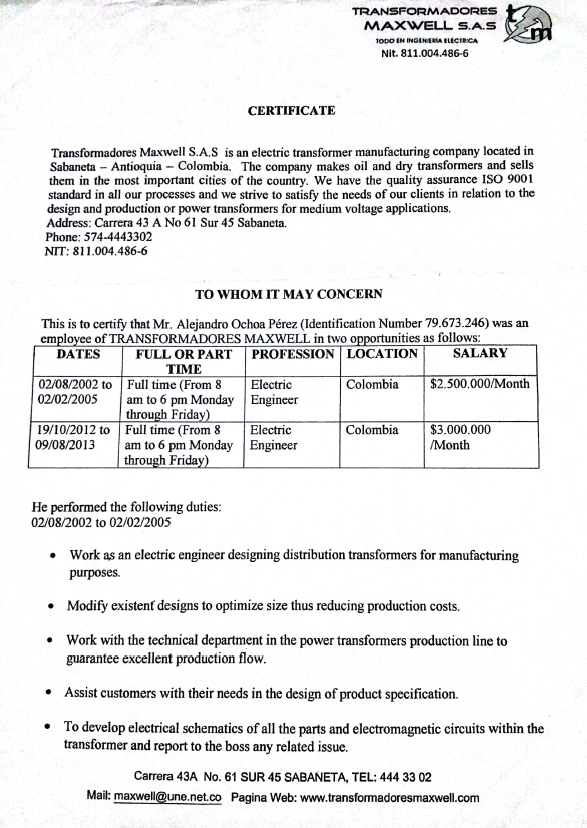 TRANSFORMADORES
MAXWELL S.A.S
TODO EN INGENIERIA ELECTRICA
Nit. 811.004.486-6
tm
CERTIFICATE
Transformadores Maxwell S.A.S is an electric transformer manufacturing company located in
Sabaneta – Antioquia – Colombia. The company makes oil and dry transformers and sells
them in the most important cities of the country. We have the quality assurance ISO 9001
standard in all our processes and we strive to satisfy the needs of our clients in relation to the
design and production or power transformers for medium voltage applications.
Address: Carrera 43 A No 61 Sur 45 Sabaneta.
Phone: 574-4443302
NIT: 811.004.486-6
TO WHOM IT MAY CONCERN
This is to certify that Mr. Alejandro Ochoa Pérez (Identification Number 79.673.246) was an
employee of TRANSFORMADORES MAXWELL in two opportunities as follows:
DATES FULL OR PART TIME PROFESSION LOCATION SALARY
02/08/2002 to 02/02/2005 Full time (From 8 am to 6 pm Monday through Friday) Electric Engineer Colombia $2.500.000/Month
19/10/2012 to 09/08/2013 Full time (From 8 am to 6 pm Monday through Friday) Electric Engineer Colombia $3.000.000 /Month
He performed the following duties:
02/08/2002 to 02/02/2005
• Work as an electric engineer designing distribution transformers for manufacturing
purposes.
• Modify existent designs to optimize size thus reducing production costs.
• Work with the technical department in the power transformers production line to
guarantee excellent production flow.
• Assist customers with their needs in the design of product specification.
• To develop electrical schematics of all the parts and electromagnetic circuits within the
transformer and report to the boss any related issue.
Carrera 43A No. 61 SUR 45 SABANETA, TEL: 444 33 02
Mail: maxwell@une.net.co Pagina Web: www.transformadoresmaxwell.com